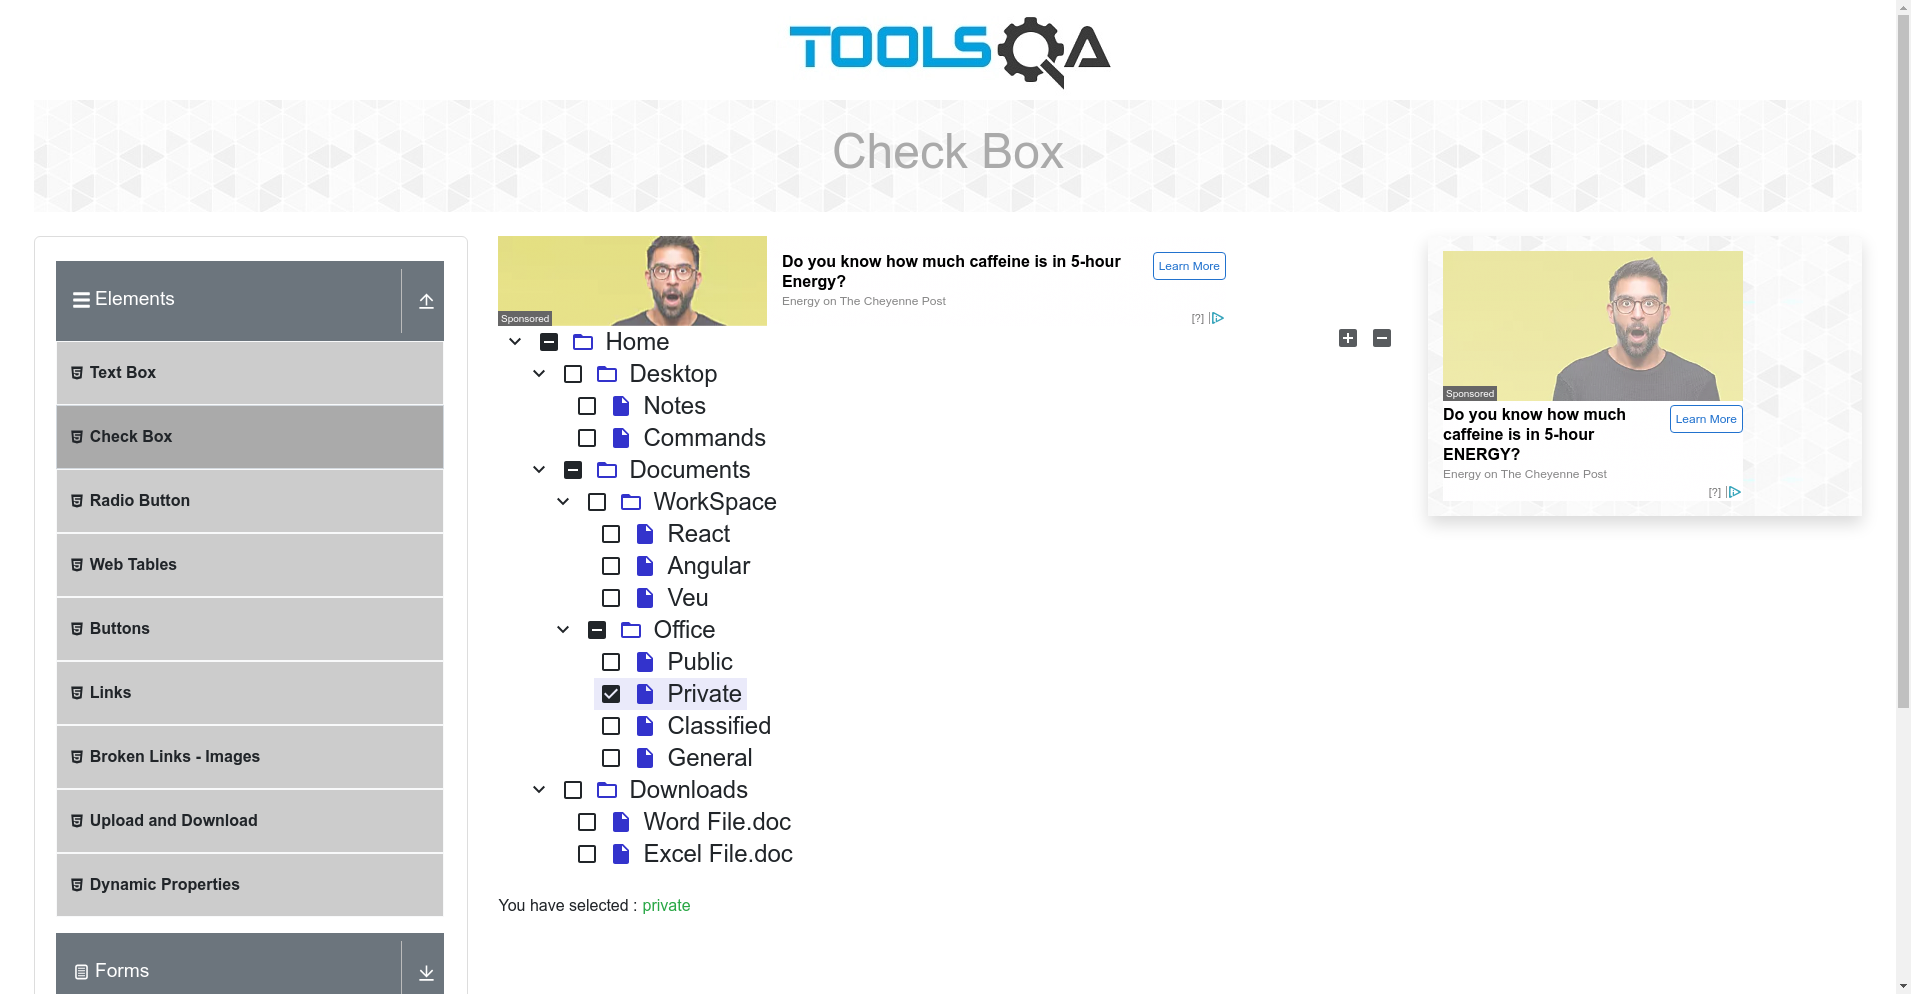 TOOLSQA
Check Box
Elements
Text Box
Check Box
Radio Button
Web Tables
Buttons
Links
Broken Links - Images
Upload and Download
Dynamic Properties
Forms
Sponsored
Do you know how much caffeine is in 5-hour
Energy?
Energy on The Cheyenne Post
Learn More
[?]
Home
Desktop
Notes
Commands
Documents
WorkSpace
React
Angular
Veu
Office
Public
Private
Classified
General
Downloads
Word File.doc
Excel File.doc
You have selected : private
Sponsored
Do you know how much
caffeine is in 5-hour
ENERGY?
Energy on The Cheyenne Post
Learn More
[?]